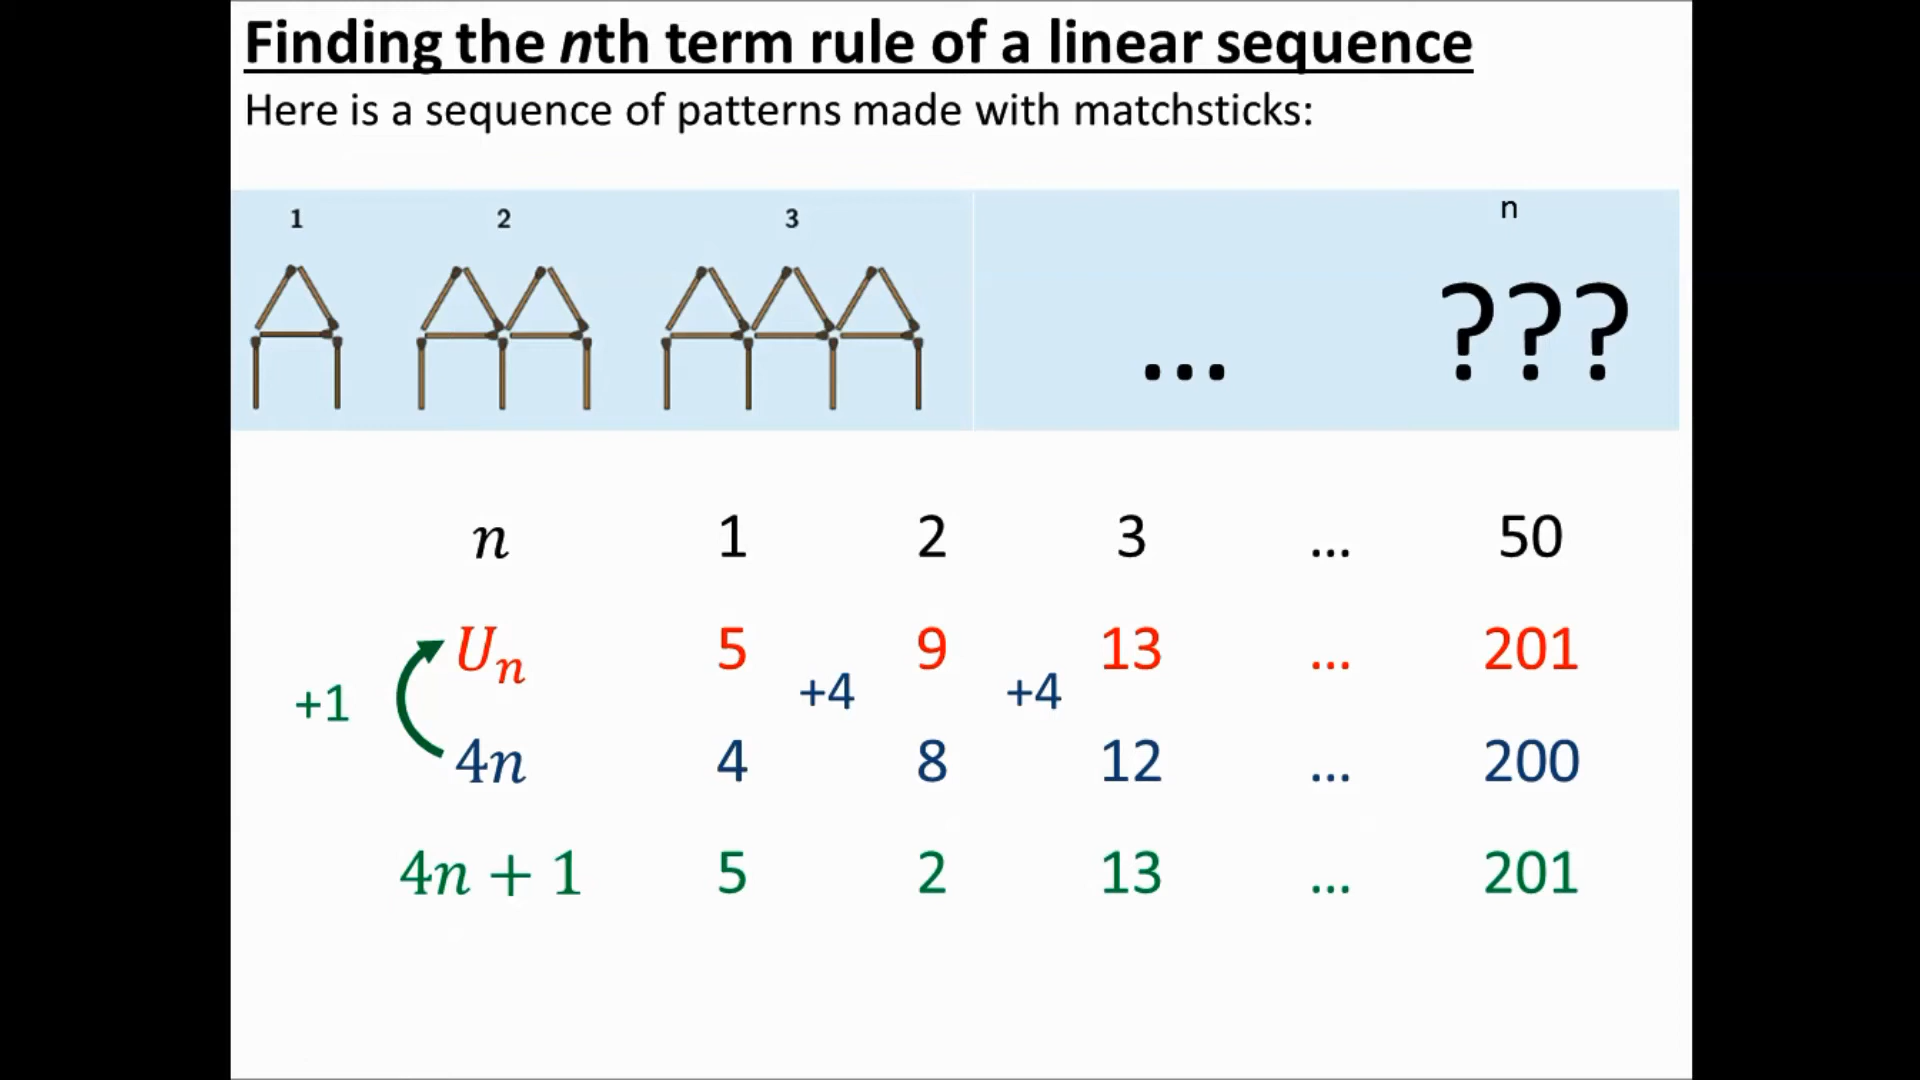 Finding the nth term rule of a linear sequence
Here is a sequence of patterns made with matchsticks:
1 2 3 n
... ???
n 1 2 3 ... 50
Uₙ 5 9 13 ... 201
+1 +4 +4
4n 4 8 12 ... 200
4n + 1 5 2 13 ... 201